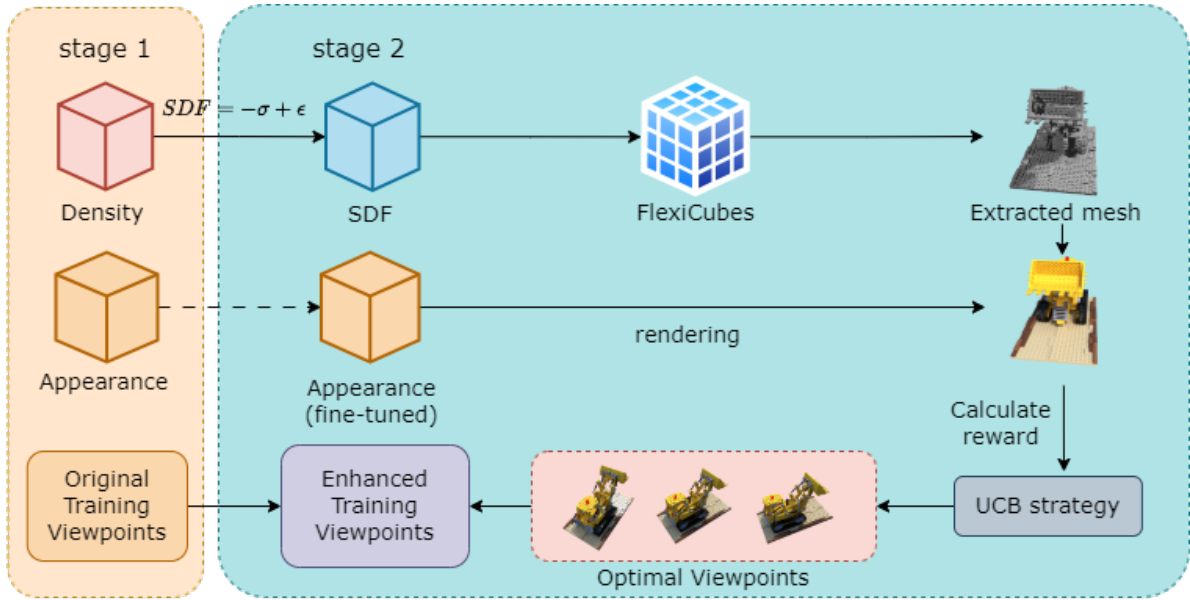 stage 1
stage 2
SDF = −σ + ϵ
Density
SDF
FlexiCubes
Extracted mesh
Appearance
Appearance
(fine-tuned)
rendering
Calculate
reward
Original
Training
Viewpoints
Enhanced
Training
Viewpoints
Optimal Viewpoints
UCB strategy